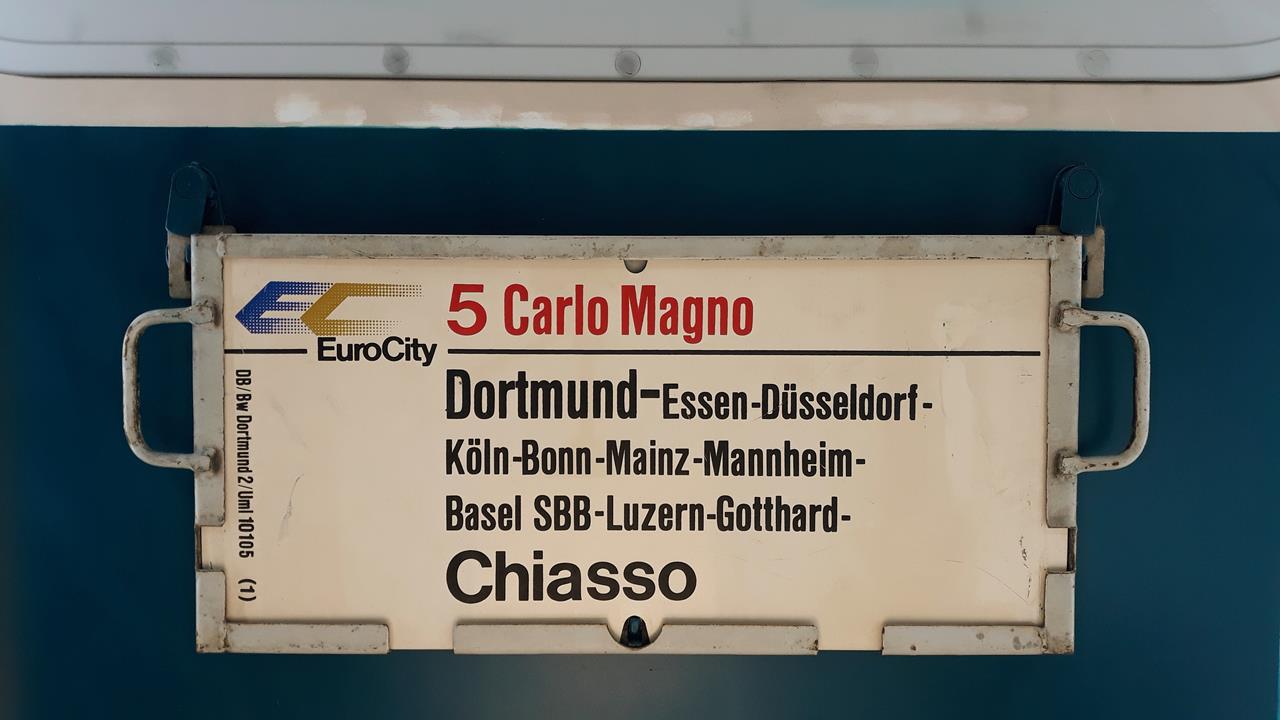 EC
EuroCity
5 Carlo Magno
Dortmund-Essen-Düsseldorf-
Köln-Bonn-Mainz-Mannheim-
Basel SBB-Luzern-Gotthard-
Chiasso
DB/Bw Dortmund 2/Uml 10105 (1)